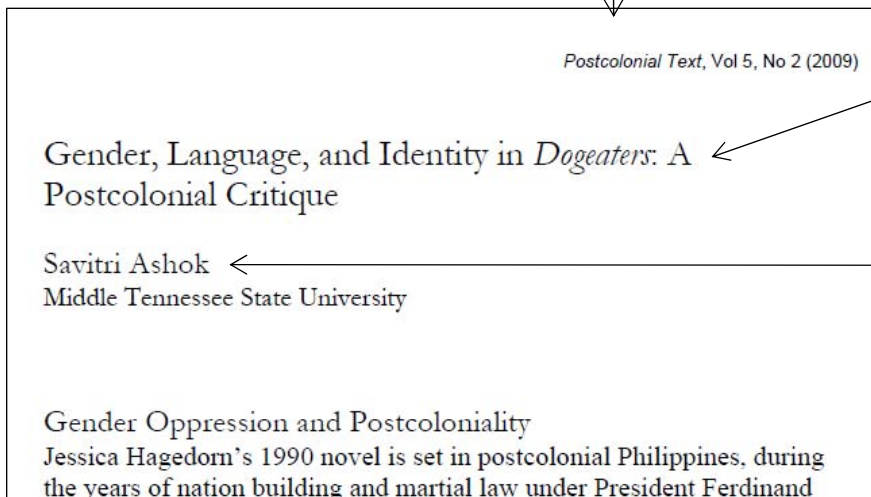 Postcolonial Text, Vol 5, No 2 (2009)
Gender, Language, and Identity in Dogeaters: A
Postcolonial Critique
Savitri Ashok
Middle Tennessee State University
Gender Oppression and Postcoloniality
Jessica Hagedorn’s 1990 novel is set in postcolonial Philippines, during
the years of nation building and martial law under President Ferdinand